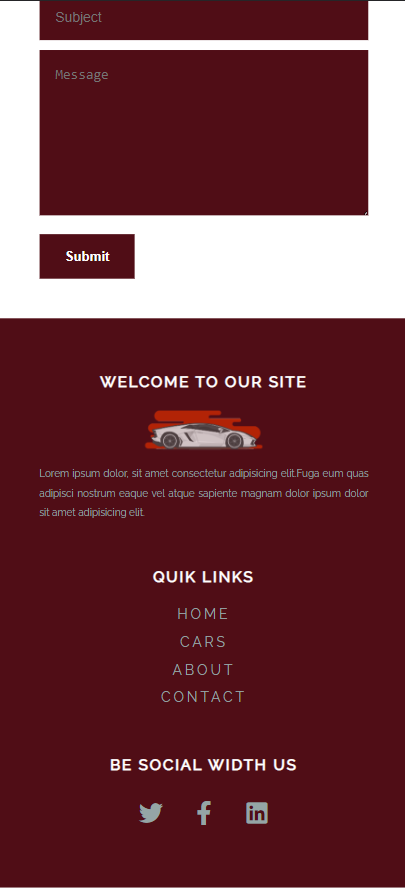 Subject
Message
Submit
WELCOME TO OUR SITE
Lorem ipsum dolor, sit amet consectetur adipisicing elit.Fuga eum quas
adipisci nostrum eaque vel atque sapiente magnam dolor ipsum dolor
sit amet adipisicing elit.
QUIK LINKS
HOME
CARS
ABOUT
CONTACT
BE SOCIAL WIDTH US